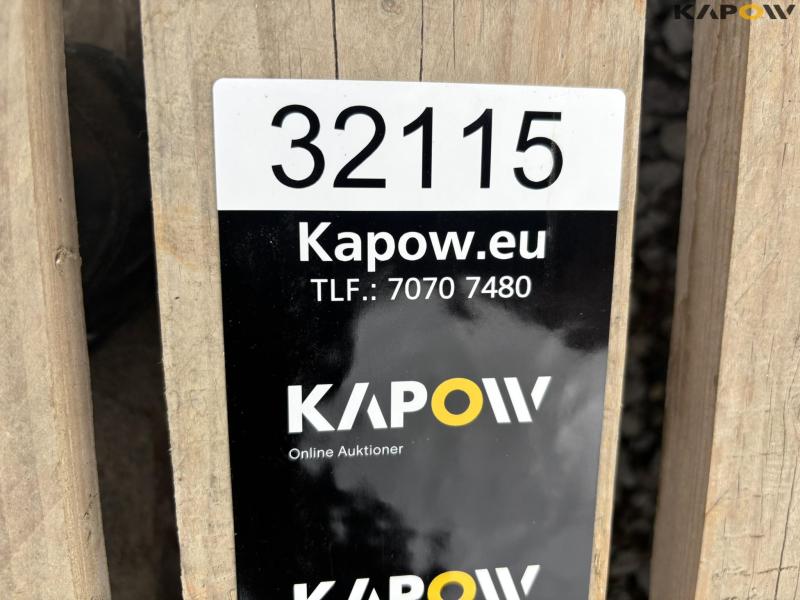 KAPOW
32115
Kapow.eu
TLF.: 7070 7480
KAPOW
Online Auktioner
KAPOW